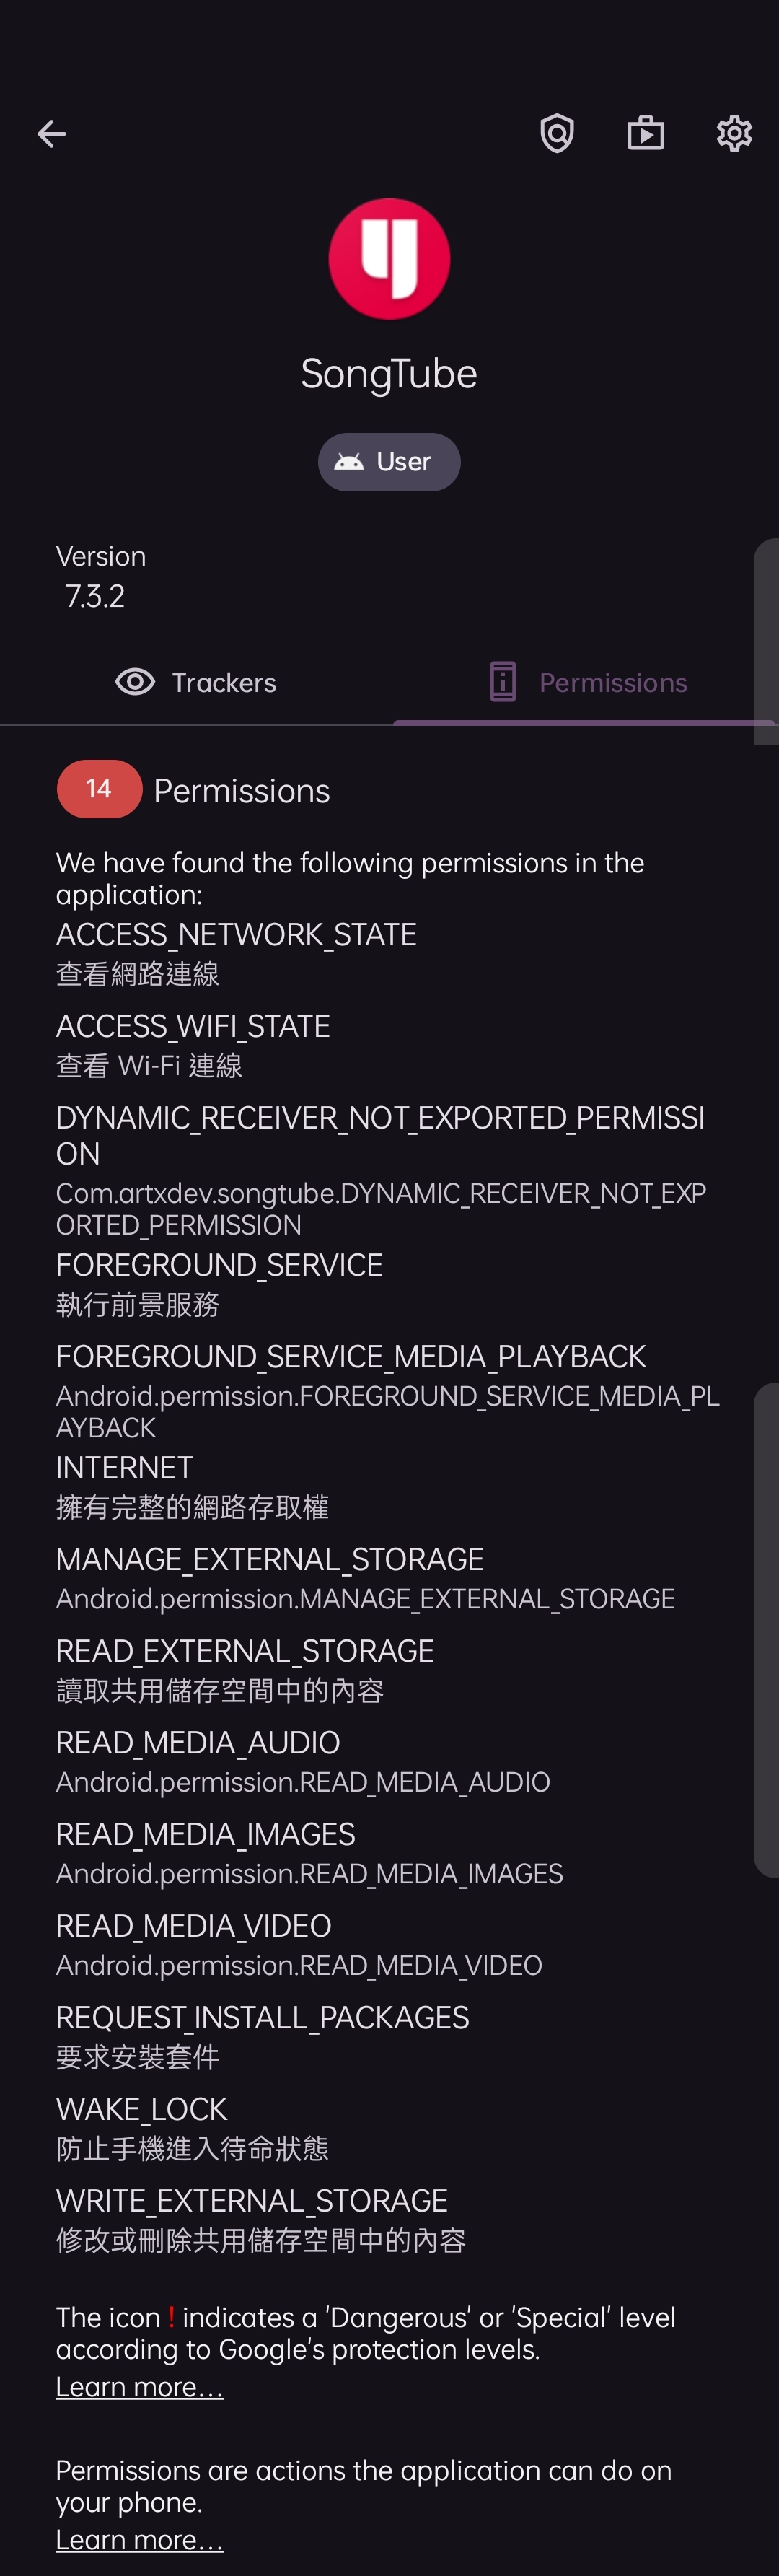 SongTube
User
Version
7.3.2
Trackers
Permissions
14 Permissions
We have found the following permissions in the
application:
ACCESS_NETWORK_STATE
查看網路連線
ACCESS_WIFI_STATE
查看 Wi-Fi 連線
DYNAMIC_RECEIVER_NOT_EXPORTED_PERMISSI
ON
Com.artxdev.songtube.DYNAMIC_RECEIVER_NOT_EXP
ORTED_PERMISSION
FOREGROUND_SERVICE
執行前景服務
FOREGROUND_SERVICE_MEDIA_PLAYBACK
Android.permission.FOREGROUND_SERVICE_MEDIA_PL
AYBACK
INTERNET
擁有完整的網路存取權
MANAGE_EXTERNAL_STORAGE
Android.permission.MANAGE_EXTERNAL_STORAGE
READ_EXTERNAL_STORAGE
讀取共用儲存空間中的內容
READ_MEDIA_AUDIO
Android.permission.READ_MEDIA_AUDIO
READ_MEDIA_IMAGES
Android.permission.READ_MEDIA_IMAGES
READ_MEDIA_VIDEO
Android.permission.READ_MEDIA_VIDEO
REQUEST_INSTALL_PACKAGES
要求安裝套件
WAKE_LOCK
防止手機進入待命狀態
WRITE_EXTERNAL_STORAGE
修改或刪除共用儲存空間中的內容
The icon ! indicates a 'Dangerous' or 'Special' level
according to Google's protection levels.
Learn more…
Permissions are actions the application can do on
your phone.
Learn more…